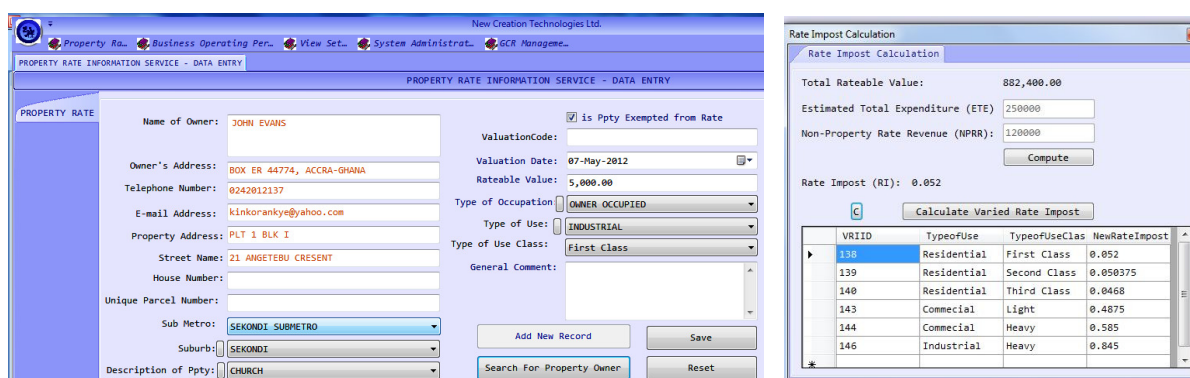 New Creation Technologies Ltd.
Property Ra… Business Operating Per… View Set… System Administrat… GCR Manageme…
PROPERTY RATE INFORMATION SERVICE - DATA ENTRY
PROPERTY RATE INFORMATION SERVICE - DATA ENTRY
PROPERTY RATE
Name of Owner: JOHN EVANS
Owner's Address: BOX ER 44774, ACCRA-GHANA
Telephone Number: 0242012137
E-mail Address: kinkorankye@yahoo.com
Property Address: PLT 1 BLK I
Street Name: 21 ANGETEBU CRESENT
House Number:
Unique Parcel Number:
Sub Metro: SEKONDI SUBMETRO
Suburb: SEKONDI
Description of Ppty: CHURCH
is Ppty Exempted from Rate
ValuationCode:
Valuation Date: 07-May-2012
Rateable Value: 5,000.00
Type of Occupation OWNER OCCUPIED
Type of Use: INDUSTRIAL
Type of Use Class: First Class
General Comment:
Add New Record Save
Search For Property Owner Reset
Rate Impost Calculation
Rate Impost Calculation
Total Rateable Value: 882,400.00
Estimated Total Expenditure (ETE) 250000
Non-Property Rate Revenue (NPRR): 120000
Compute
Rate Impost (RI): 0.052
C Calculate Varied Rate Impost
VRIID TypeofUse TypeofUseClas NewRateImpost
138 Residential First Class 0.052
139 Residential Second Class 0.050375
140 Residential Third Class 0.0468
143 Commecial Light 0.4875
144 Commecial Heavy 0.585
146 Industrial Heavy 0.845